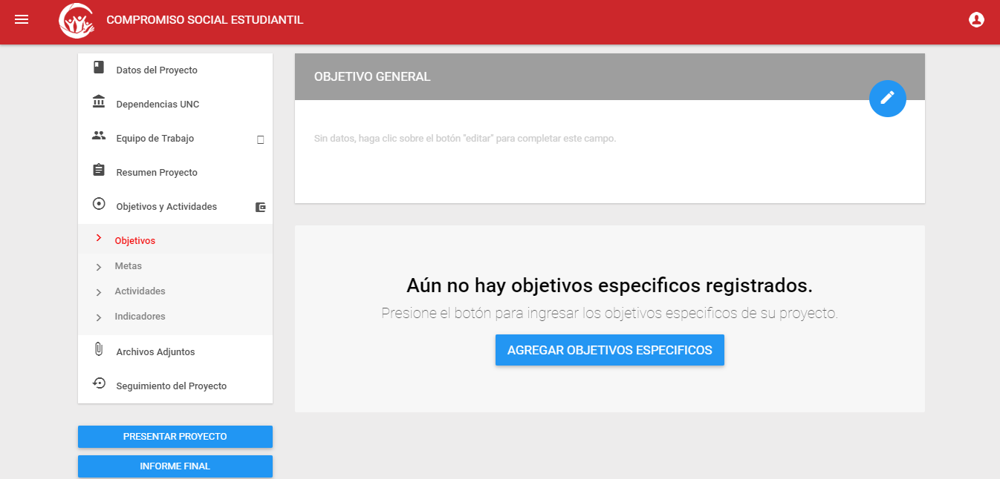 COMPROMISO SOCIAL ESTUDIANTIL
Datos del Proyecto
Dependencias UNC
Equipo de Trabajo
Resumen Proyecto
Objetivos y Actividades
Objetivos
Metas
Actividades
Indicadores
Archivos Adjuntos
Seguimiento del Proyecto
PRESENTAR PROYECTO
INFORME FINAL
OBJETIVO GENERAL
Sin datos, haga clic sobre el botón "editar" para completar este campo.
Aún no hay objetivos especificos registrados.
Presione el botón para ingresar los objetivos especificos de su proyecto.
AGREGAR OBJETIVOS ESPECIFICOS